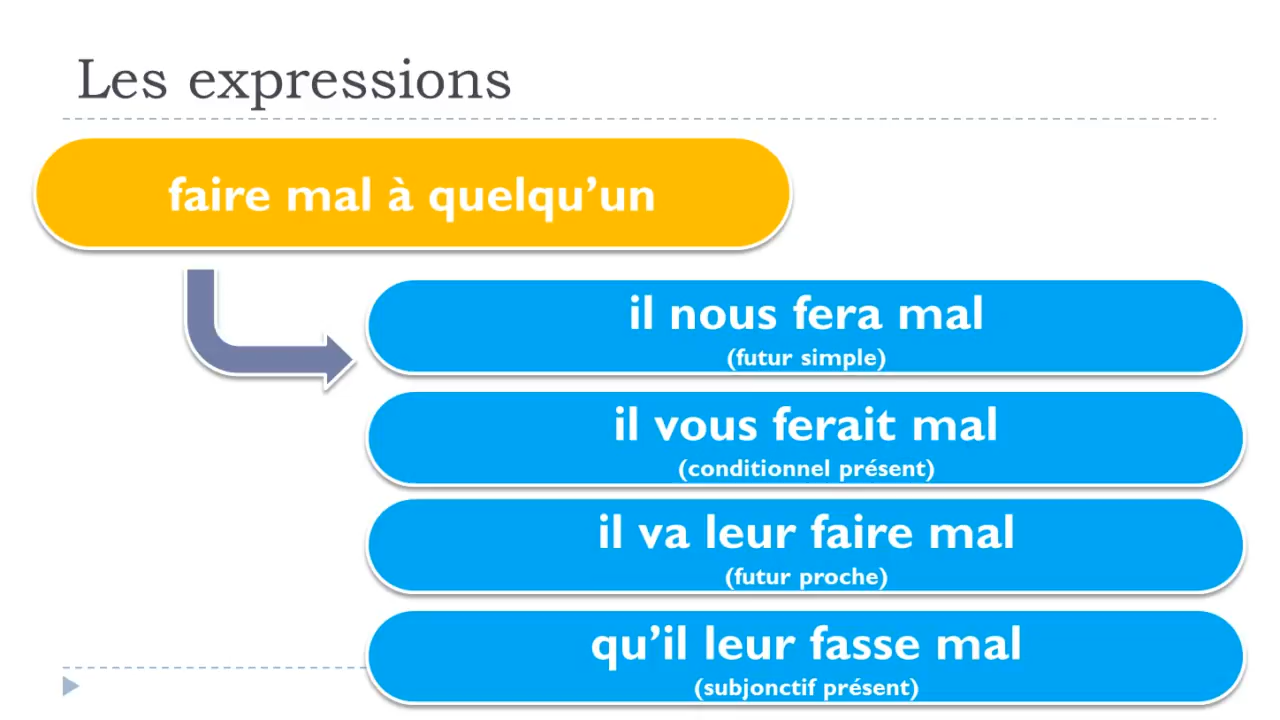 Les expressions
faire mal à quelqu’un
il nous fera mal
(futur simple)
il vous ferait mal
(conditionnel présent)
il va leur faire mal
(futur proche)
qu’il leur fasse mal
(subjonctif présent)